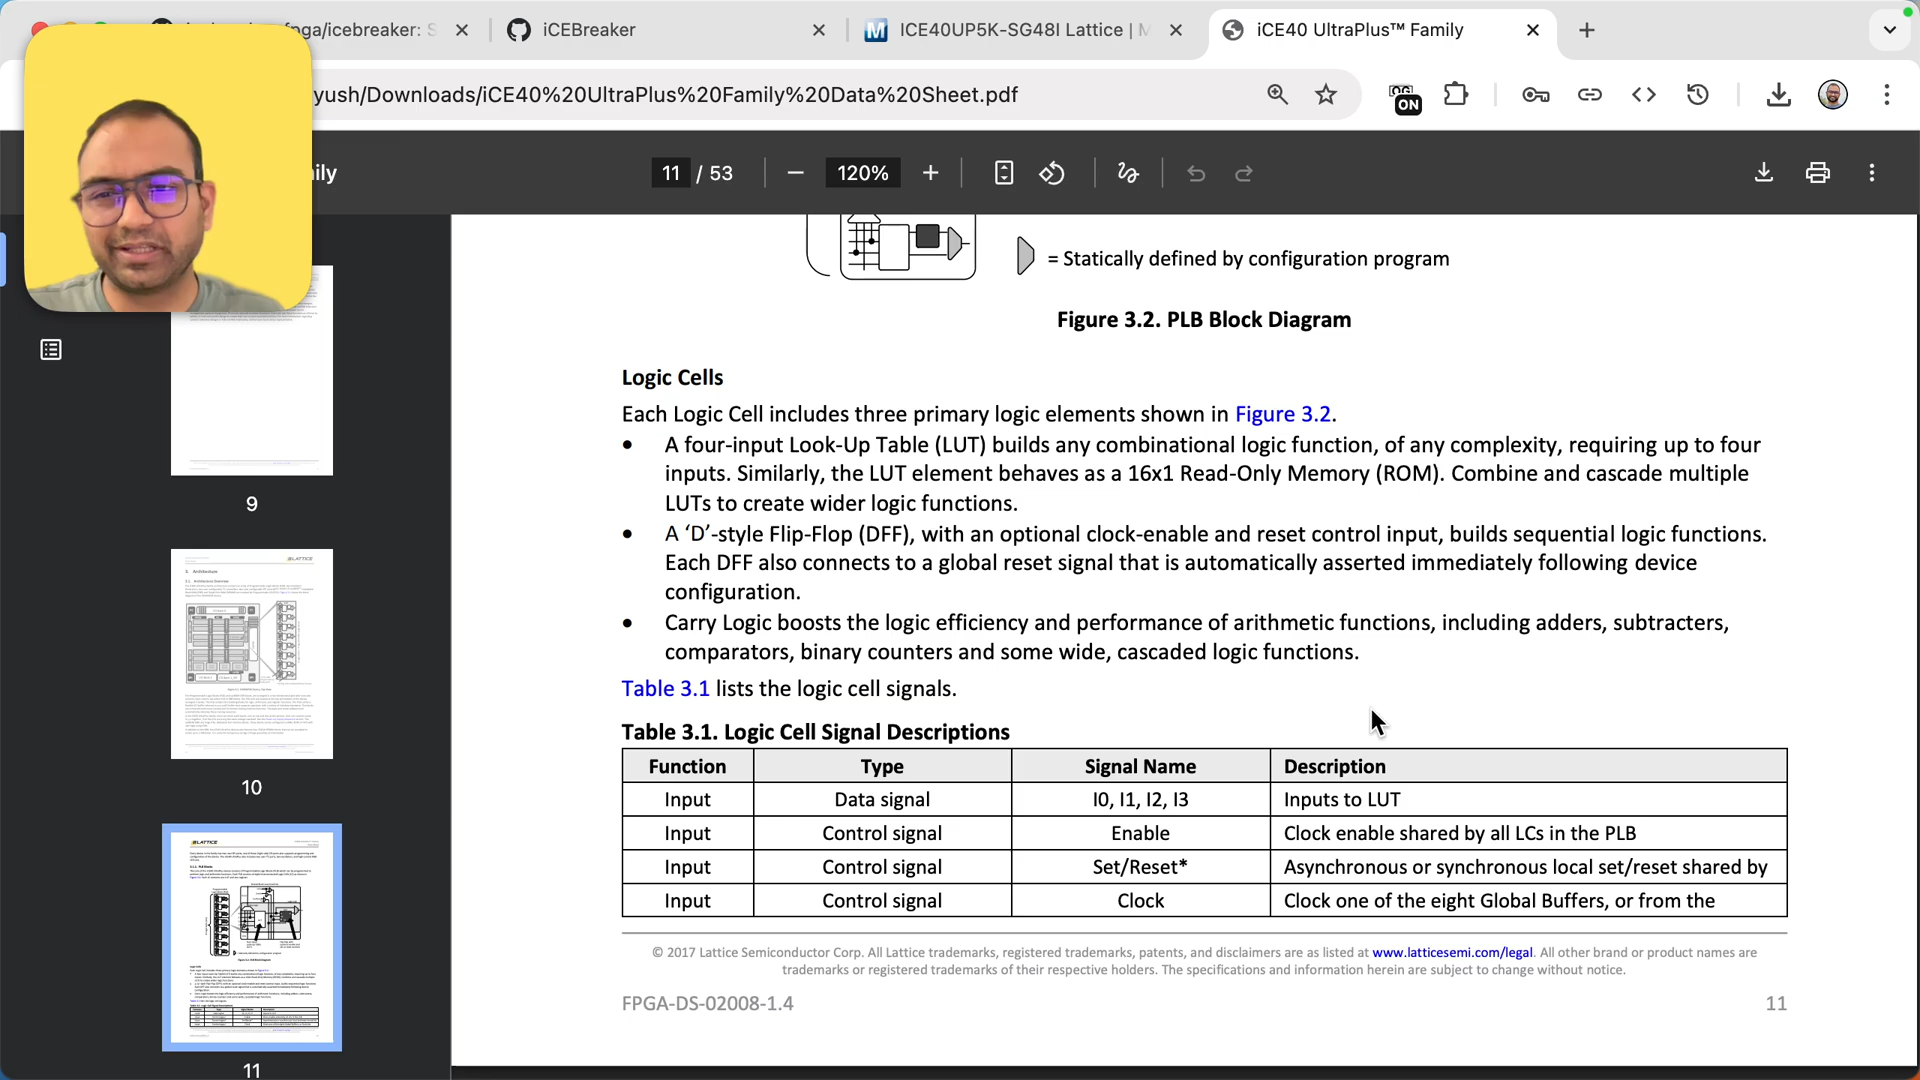 nga/icebreaker: S
iCEBreaker
ICE40UP5K-SG48I Lattice | M
iCE40 UltraPlus™ Family
yush/Downloads/iCE40%20UltraPlus%20Family%20Data%20Sheet.pdf
ON
ily
11 / 53
120%
= Statically defined by configuration program
Figure 3.2. PLB Block Diagram
Logic Cells
Each Logic Cell includes three primary logic elements shown in Figure 3.2.
• A four-input Look-Up Table (LUT) builds any combinational logic function, of any complexity, requiring up to four
inputs. Similarly, the LUT element behaves as a 16x1 Read-Only Memory (ROM). Combine and cascade multiple
LUTs to create wider logic functions.
• A ‘D’-style Flip-Flop (DFF), with an optional clock-enable and reset control input, builds sequential logic functions.
Each DFF also connects to a global reset signal that is automatically asserted immediately following device
configuration.
• Carry Logic boosts the logic efficiency and performance of arithmetic functions, including adders, subtracters,
comparators, binary counters and some wide, cascaded logic functions.
Table 3.1 lists the logic cell signals.
Table 3.1. Logic Cell Signal Descriptions
Function Type Signal Name Description
Input Data signal I0, I1, I2, I3 Inputs to LUT
Input Control signal Enable Clock enable shared by all LCs in the PLB
Input Control signal Set/Reset* Asynchronous or synchronous local set/reset shared by
Input Control signal Clock Clock one of the eight Global Buffers, or from the
© 2017 Lattice Semiconductor Corp. All Lattice trademarks, registered trademarks, patents, and disclaimers are as listed at www.latticesemi.com/legal. All other brand or product names are
trademarks or registered trademarks of their respective holders. The specifications and information herein are subject to change without notice.
FPGA-DS-02008-1.4
11
9
LATTICE
10
LATTICE
11